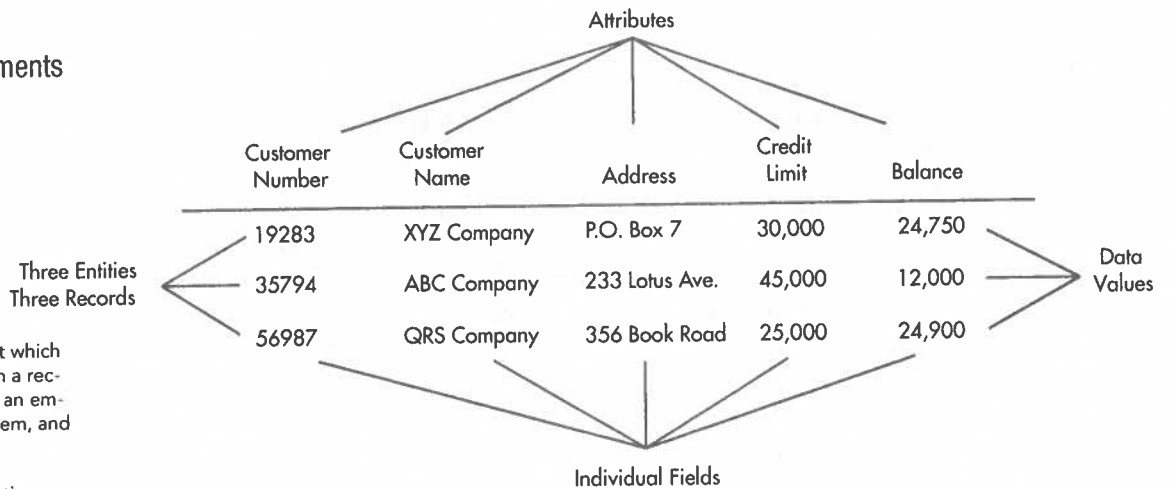 ments
Attributes
Customer Number
Customer Name
Address
Credit Limit
Balance
19283 XYZ Company P.O. Box 7 30,000 24,750
35794 ABC Company 233 Lotus Ave. 45,000 12,000
56987 QRS Company 356 Book Road 25,000 24,900
Three Entities
Three Records
Data
Values
t which
n a rec-
an em-
em, and
Individual Fields